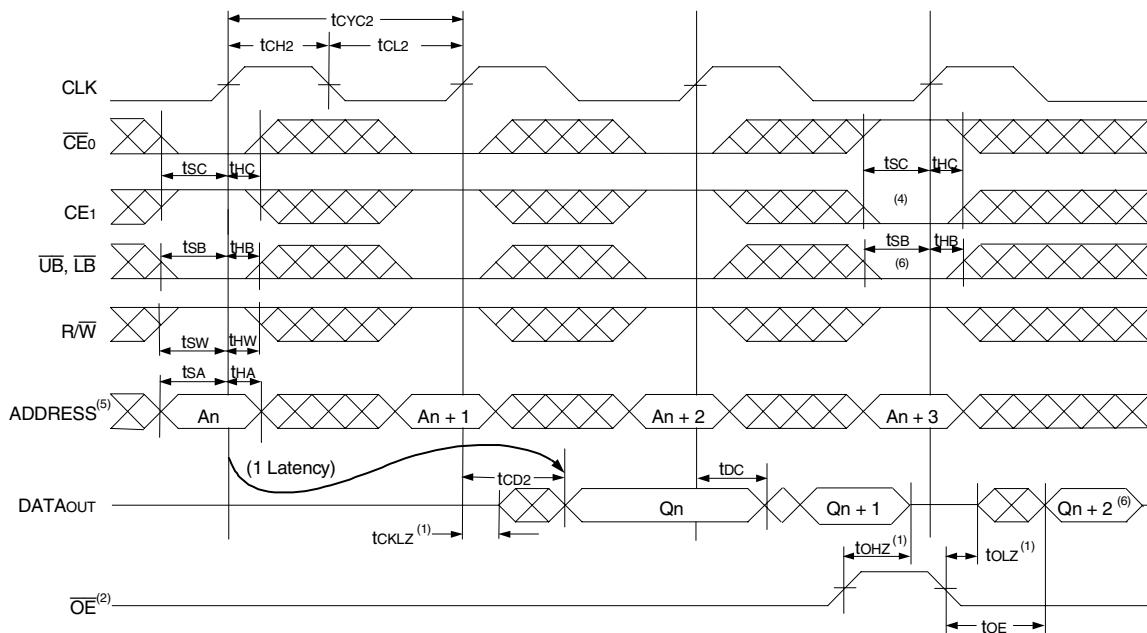 tCYC2
tCH2 tCL2
CLK
CE0
tSC tHC tSC tHC
CE1 (4)
tSB tHB tSB tHB
UB, LB (6)
R/W
tSW tHW
tSA tHA
ADDRESS(5) An An + 1 An + 2 An + 3
(1 Latency) tCD2 tDC
DATAOUT Qn Qn + 1 Qn + 2 (6)
tCKLZ (1) tOHZ (1) tOLZ (1)
OE (2)
tOE